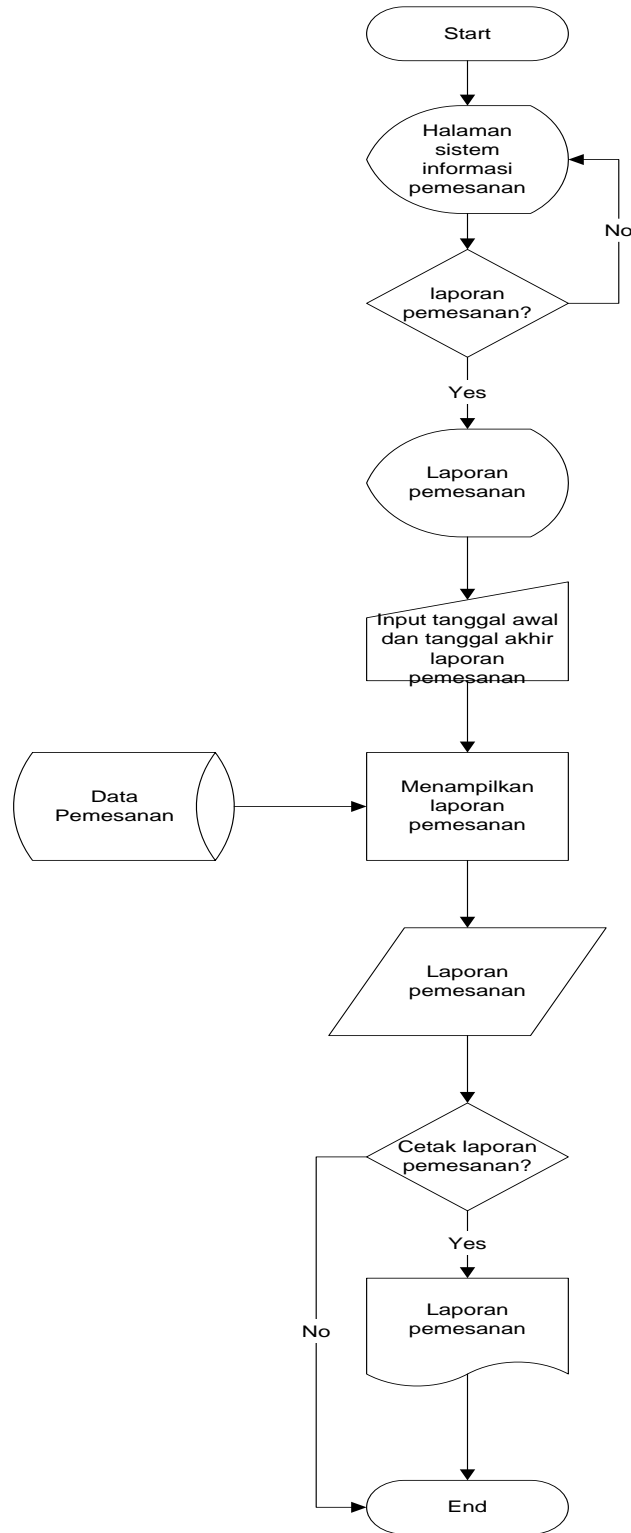 Start
Halaman
sistem
informasi
pemesanan
No
laporan
pemesanan?
Yes
Laporan
pemesanan
Input tanggal awal
dan tanggal akhir
laporan
pemesanan
Data
Pemesanan
Menampilkan
laporan
pemesanan
Laporan
pemesanan
Cetak laporan
pemesanan?
Yes
No
Laporan
pemesanan
End